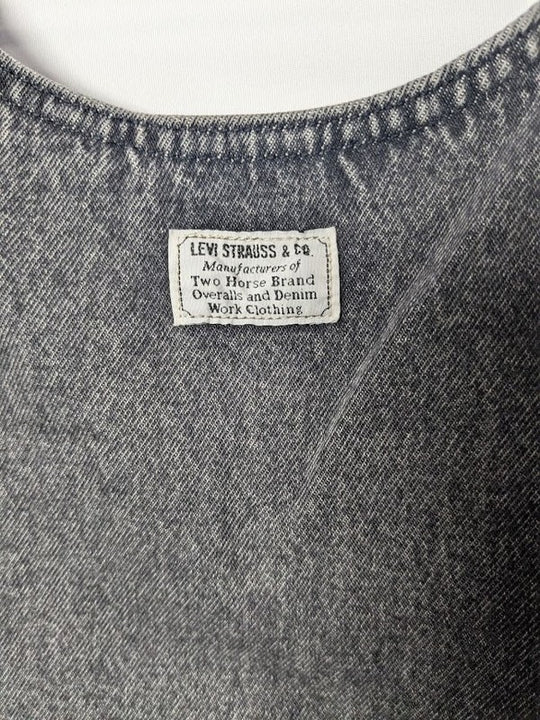 LEVI STRAUSS & CO.
Manufacturers of
Two Horse Brand
Overalls and Denim
Work Clothing